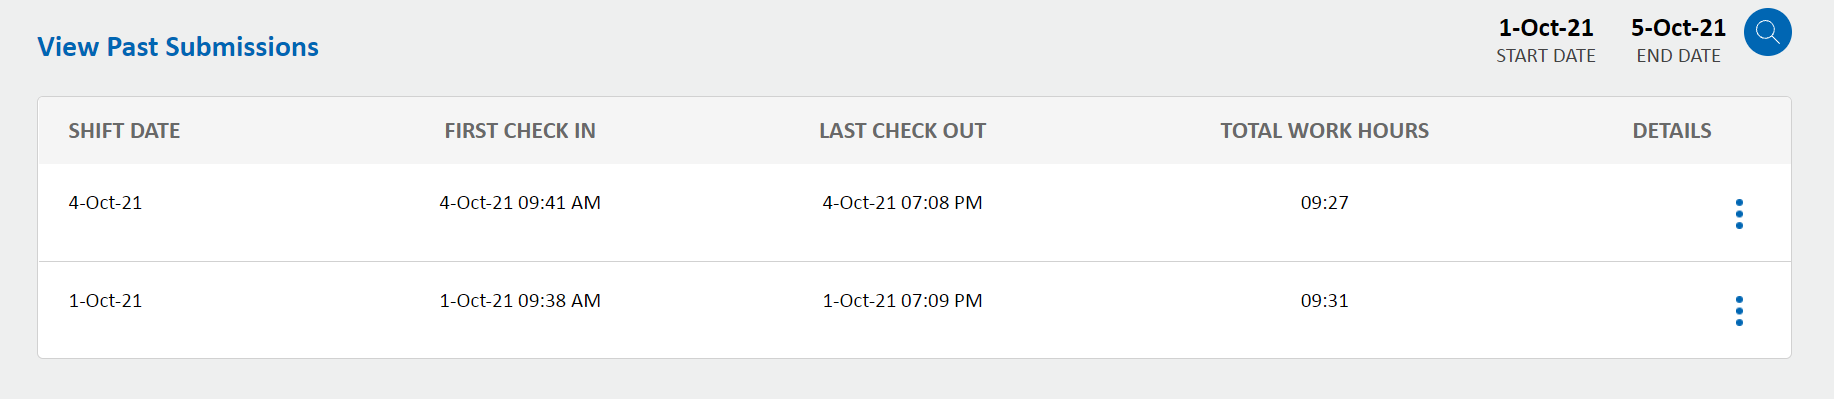 View Past Submissions
1-Oct-21 5-Oct-21
START DATE END DATE
SHIFT DATE FIRST CHECK IN LAST CHECK OUT TOTAL WORK HOURS DETAILS
4-Oct-21 4-Oct-21 09:41 AM 4-Oct-21 07:08 PM 09:27
1-Oct-21 1-Oct-21 09:38 AM 1-Oct-21 07:09 PM 09:31